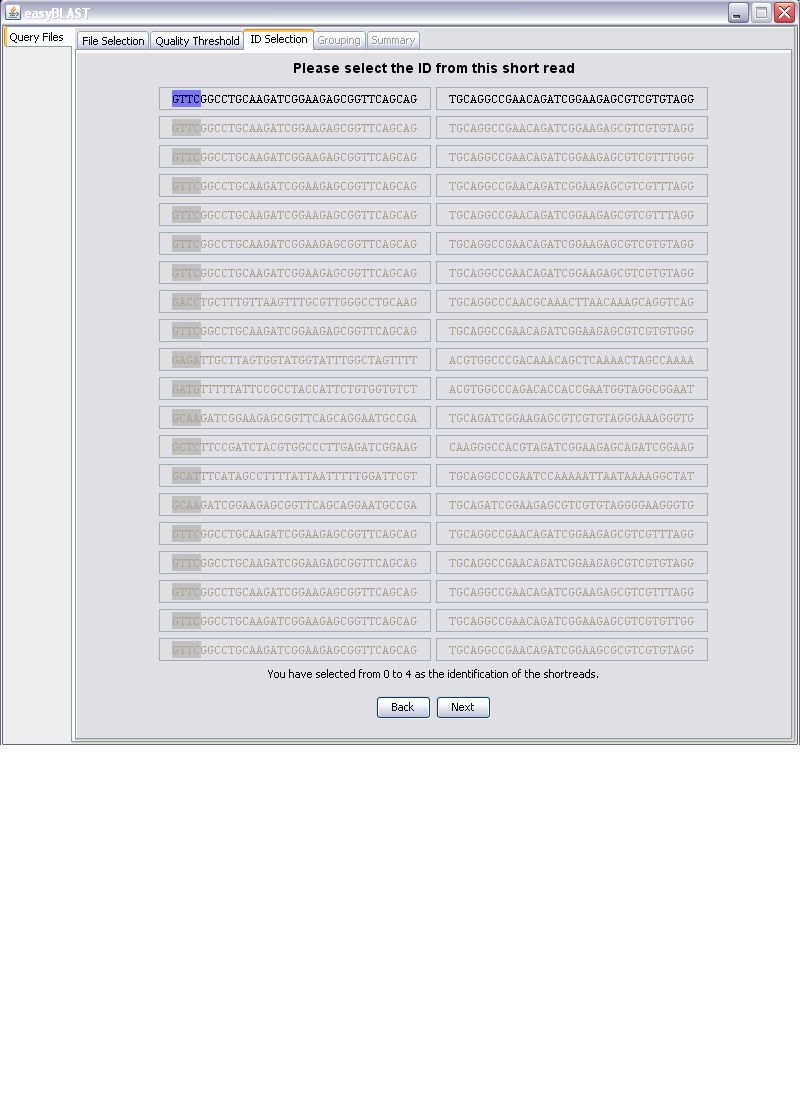 easyBLAST
Query Files
File Selection Quality Threshold ID Selection Grouping Summary
Please select the ID from this short read
GTTCGGCCTGCAAGATCGGAAGAGCGGTTCAGCAG TGCAGGCCGAACAGATCGGAAGAGCGTCGTGTAGG
GTTCGGCCTGCAAGATCGGAAGAGCGGTTCAGCAG TGCAGGCCGAACAGATCGGAAGAGCGTCGTGTAGG
GTTCGGCCTGCAAGATCGGAAGAGCGGTTCAGCAG TGCAGGCCGAACAGATCGGAAGAGCGTCGTTTGGG
GTTCGGCCTGCAAGATCGGAAGAGCGGTTCAGCAG TGCAGGCCGAACAGATCGGAAGAGCGTCGTTTAGG
GTTCGGCCTGCAAGATCGGAAGAGCGGTTCAGCAG TGCAGGCCGAACAGATCGGAAGAGCGTCGTTTAGG
GTTCGGCCTGCAAGATCGGAAGAGCGGTTCAGCAG TGCAGGCCGAACAGATCGGAAGAGCGTCGTGTAGG
GTTCGGCCTGCAAGATCGGAAGAGCGGTTCAGCAG TGCAGGCCGAACAGATCGGAAGAGCGTCGTGTAGG
GACCTGCTTTGTTAAGTTTGCGTTGGGCCTGCAAG TGCAGGCCCAACGCAAACTTAACAAAGCAGGTCAG
GTTCGGCCTGCAAGATCGGAAGAGCGGTTCAGCAG TGCAGGCCGAACAGATCGGAAGAGCGTCGTGTGGG
GAGATTGCTTAGTGGTATGGTATTTGGCTAGTTTT ACGTGGCCCGACAAACAGCTCAAAACTAGCCAAAA
GATGTTTTTATTCCGCCTACCATTCTGTGGTGTCT ACGTGGCCCAGACACCACCGAATGGTAGGCGGAAT
GCAAGATCGGAAGAGCGGTTCAGCAGGAATGCCGA TGCAGATCGGAAGAGCGTCGTGTAGGGAAAGGGTG
GCTCTTCCGATCTACGTGGCCCTTGAGATCGGAAG CAAGGGCCACGTAGATCGGAAGAGCAGATCGGAAG
GCATTTCATAGCCTTTTATTAATTTTTGGATTCGT TGCAGGCCCGAATCCAAAAATTAATAAAAGGCTAT
GCAAGATCGGAAGAGCGGTTCAGCAGGAATGCCGA TGCAGATCGGAAGAGCGTCGTGTAGGGGAAGGGTG
GTTCGGCCTGCAAGATCGGAAGAGCGGTTCAGCAG TGCAGGCCGAACAGATCGGAAGAGCGTCGTTTAGG
GTTCGGCCTGCAAGATCGGAAGAGCGGTTCAGCAG TGCAGGCCGAACAGATCGGAAGAGCGTCGTGTAGG
GTTCGGCCTGCAAGATCGGAAGAGCGGTTCAGCAG TGCAGGCCGAACAGATCGGAAGAGCGTCGTTTAGG
GTTCGGCCTGCAAGATCGGAAGAGCGGTTCAGCAG TGCAGGCCGAACAGATCGGAAGAGCGTCGTGTTGG
GTTCGGCCTGCAAGATCGGAAGAGCGGTTCAGCAG TGCAGGCCGAACAGATCGGAAGCGCGTCGTGTAGG
You have selected from 0 to 4 as the identification of the shortreads.
Back Next